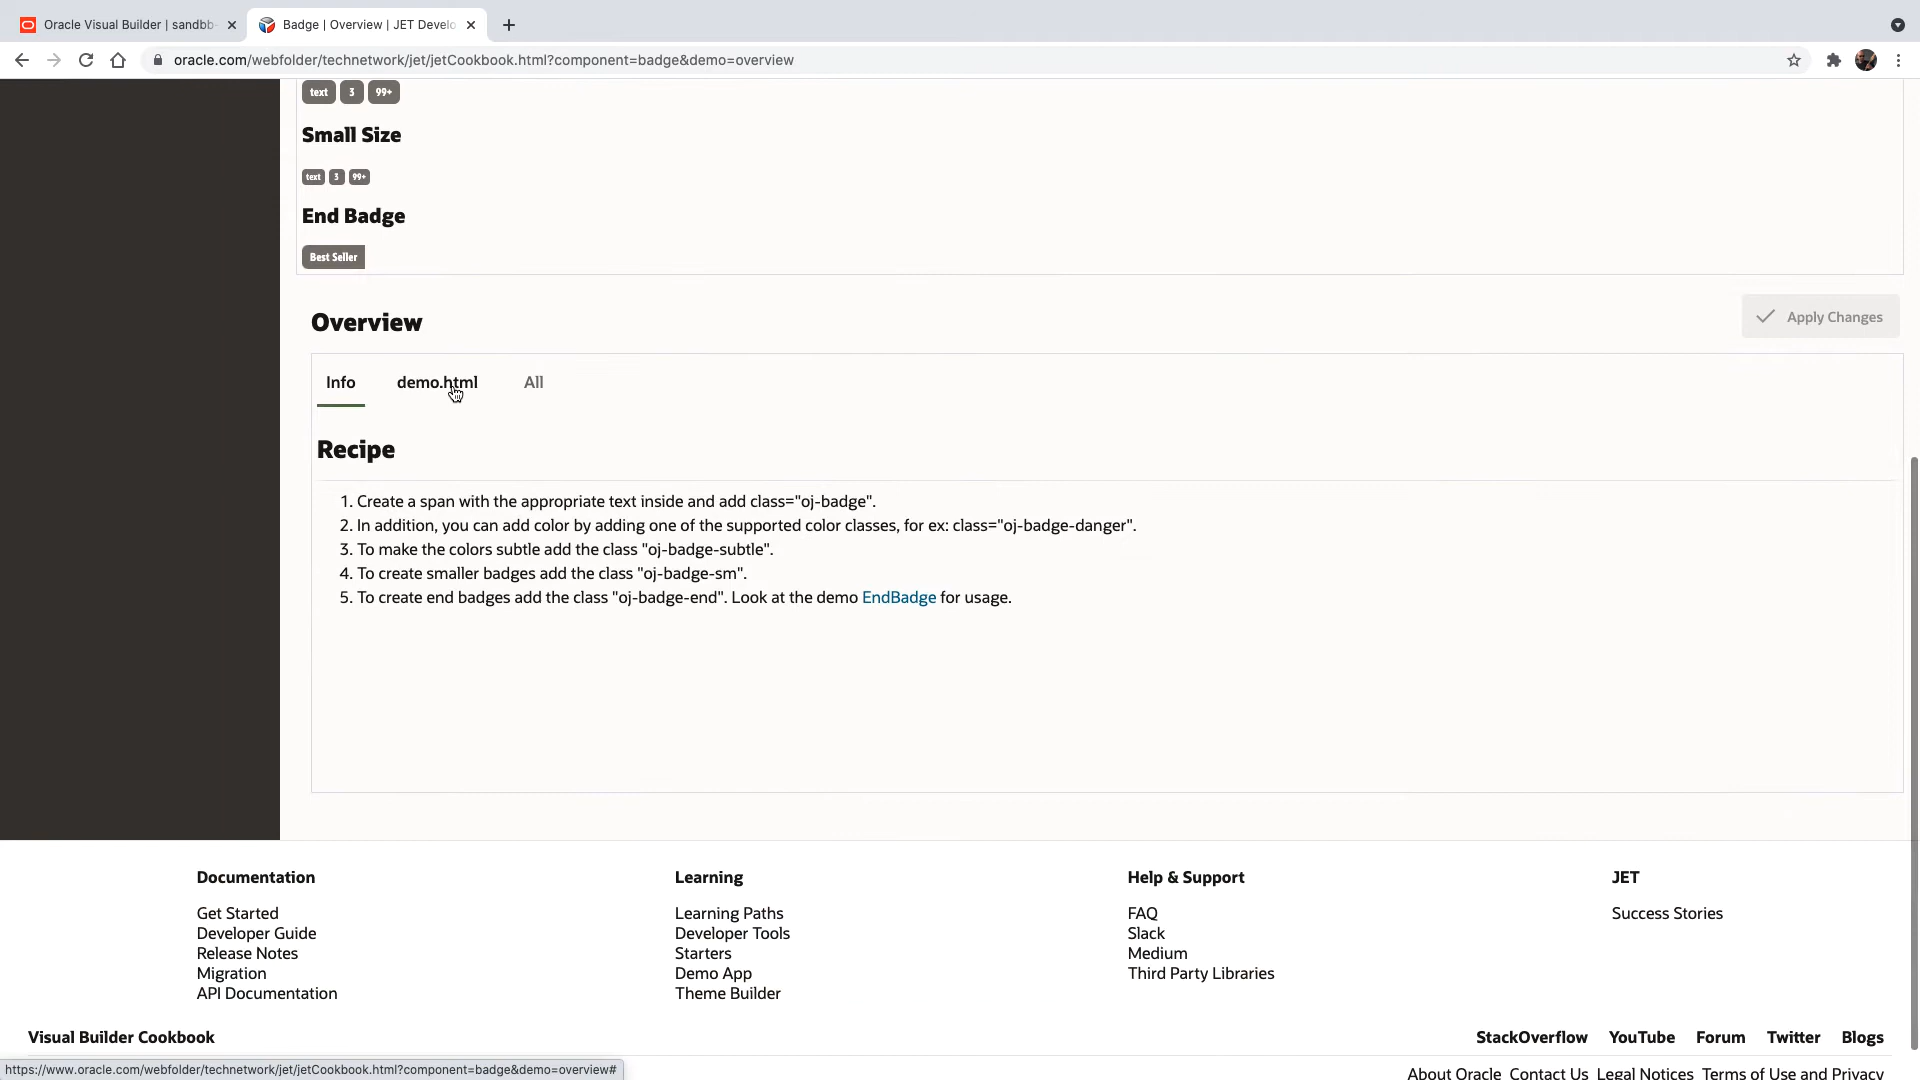 Oracle Visual Builder | sandbb-
Badge | Overview | JET Develo
oracle.com/webfolder/technetwork/jet/jetCookbook.html?component=badge&demo=overview
text 3 99+
Small Size
text 3 99+
End Badge
Best Seller
Overview
Apply Changes
Info demo.html All
Recipe
1. Create a span with the appropriate text inside and add class="oj-badge".
2. In addition, you can add color by adding one of the supported color classes, for ex: class="oj-badge-danger".
3. To make the colors subtle add the class "oj-badge-subtle".
4. To create smaller badges add the class "oj-badge-sm".
5. To create end badges add the class "oj-badge-end". Look at the demo EndBadge for usage.
Documentation
Get Started
Developer Guide
Release Notes
Migration
API Documentation
Learning
Learning Paths
Developer Tools
Starters
Demo App
Theme Builder
Help & Support
FAQ
Slack
Medium
Third Party Libraries
JET
Success Stories
Visual Builder Cookbook
StackOverflow YouTube Forum Twitter Blogs
https://www.oracle.com/webfolder/technetwork/jet/jetCookbook.html?component=badge&demo=overview#
About Oracle Contact Us Legal Notices Terms of Use and Privacy